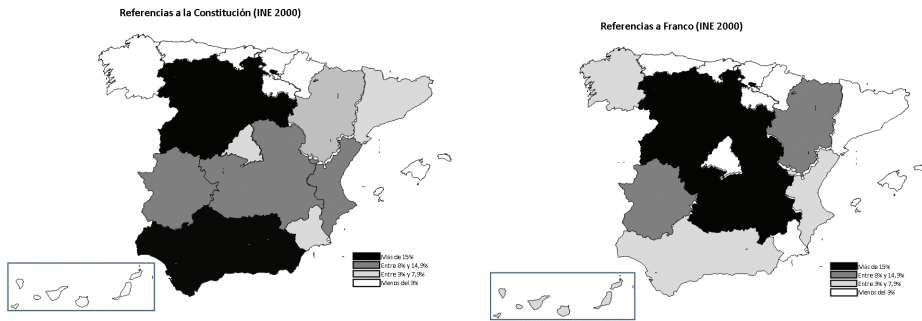 Referencias a la Constitución (INE 2000)
Más de 15%
Entre 8% y 14,9%
Entre 3% y 7,9%
Menos del 3%
Referencias a Franco (INE 2000)
Más de 15%
Entre 8% y 14,9%
Entre 3% y 7,9%
Menos del 3%